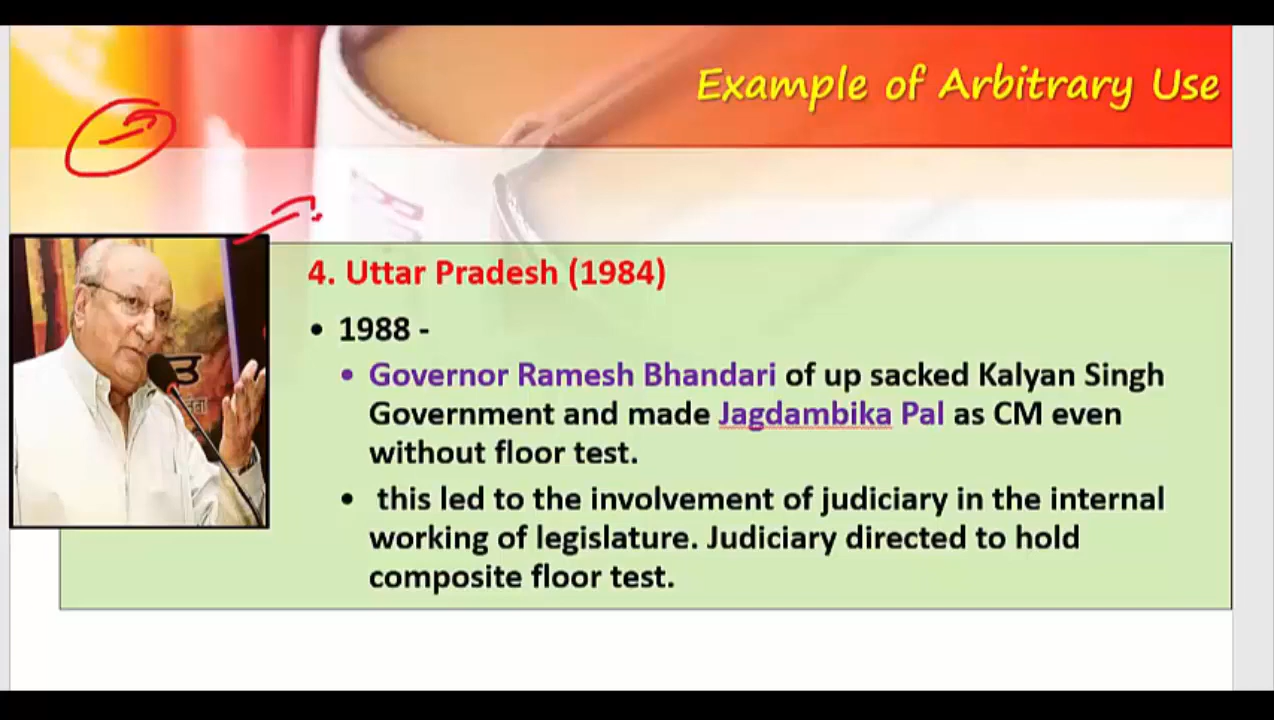 Example of Arbitrary Use
4. Uttar Pradesh (1984)
• 1988 -
• Governor Ramesh Bhandari of up sacked Kalyan Singh
Government and made Jagdambika Pal as CM even
without floor test.
• this led to the involvement of judiciary in the internal
working of legislature. Judiciary directed to hold
composite floor test.